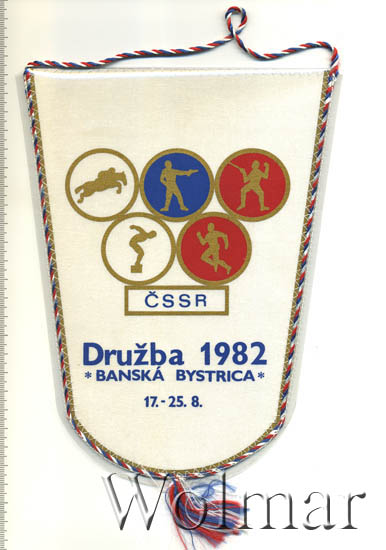 ČSSR
Družba 1982
* BANSKÁ BYSTRICA *
17.-25. 8.
Wolmar